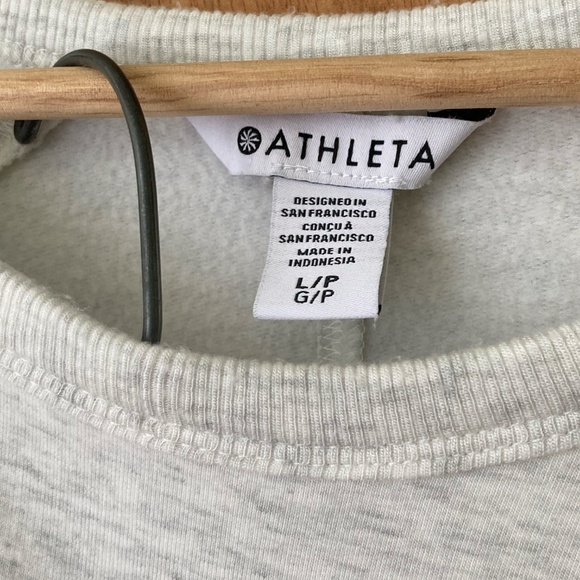 ATHLETA
DESIGNED IN
SAN FRANCISCO
CONÇU À
SAN FRANCISCO
MADE IN
INDONESIA
L/P
G/P